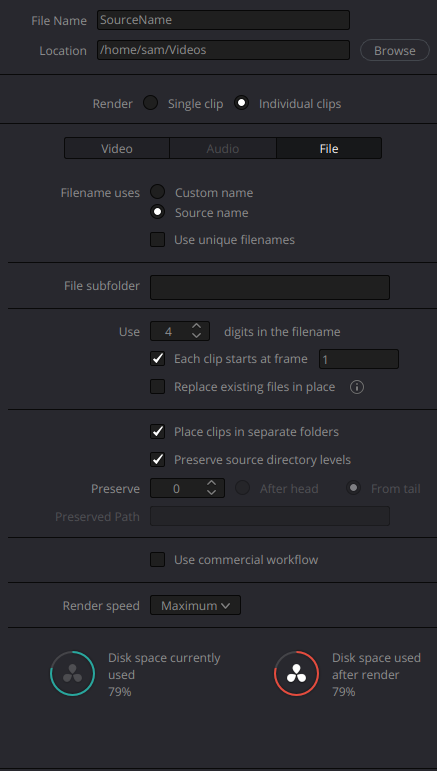 File Name SourceName
Location /home/sam/Videos Browse
Render Single clip Individual clips
Video Audio File
Filename uses Custom name
Source name
Use unique filenames
File subfolder
Use 4 digits in the filename
Each clip starts at frame 1
Replace existing files in place
Place clips in separate folders
Preserve source directory levels
Preserve 0 After head From tail
Preserved Path
Use commercial workflow
Render speed Maximum
Disk space currently
used
79%
Disk space used
after render
79%